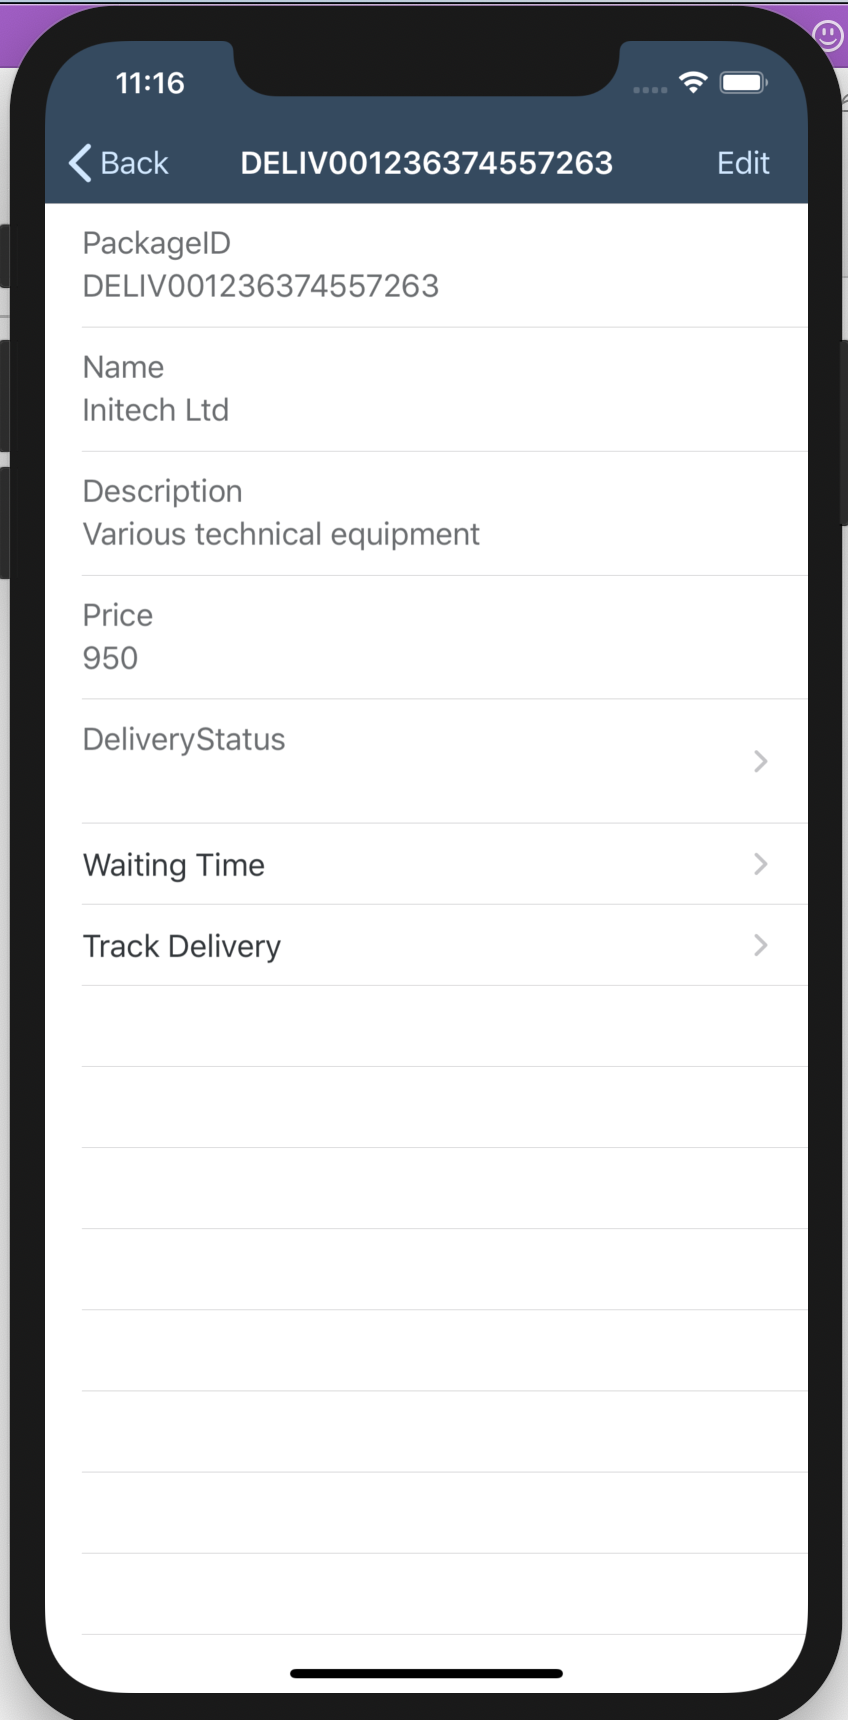 11:16
Back
DELIV001236374557263
Edit
PackageID
DELIV001236374557263
Name
Initech Ltd
Description
Various technical equipment
Price
950
DeliveryStatus
Waiting Time
Track Delivery